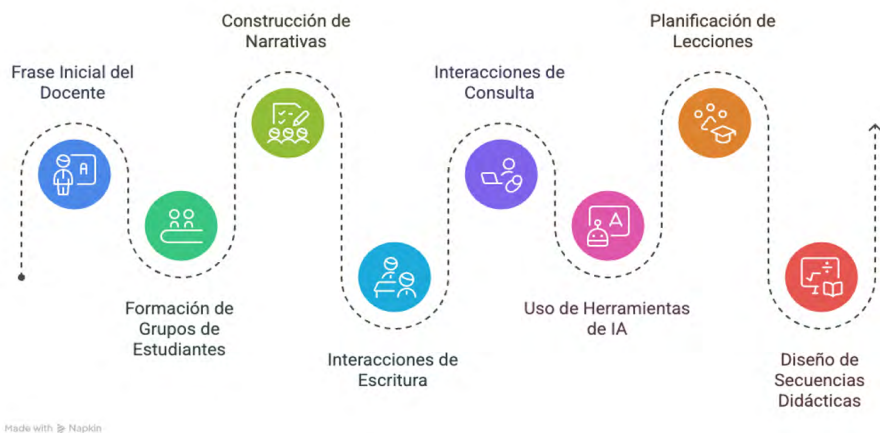 Frase Inicial del
Docente
Formación de
Grupos de
Estudiantes
Construcción de
Narrativas
Interacciones de
Escritura
Interacciones de
Consulta
Uso de Herramientas
de IA
Planificación de
Lecciones
Diseño de
Secuencias
Didácticas
A
A
Made with Napkin